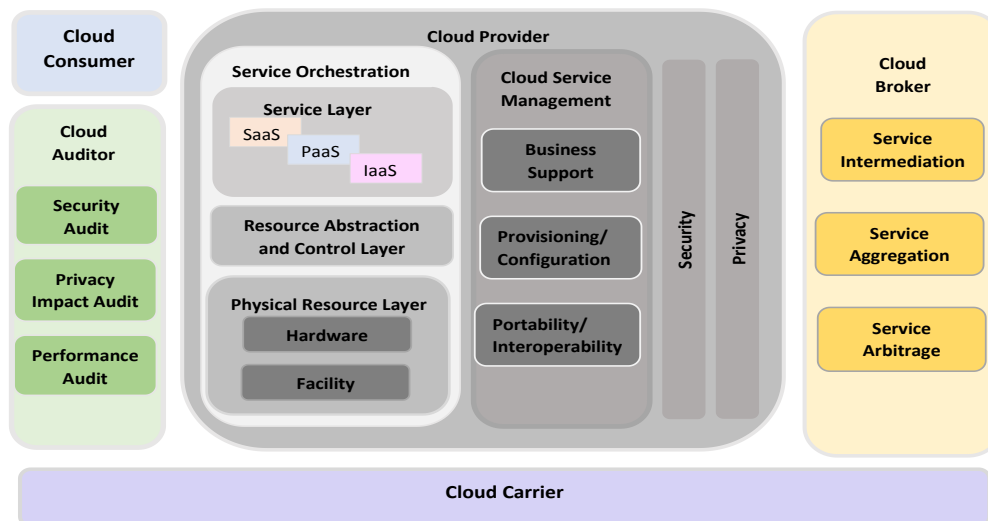 Cloud
Consumer
Cloud
Auditor
Security
Audit
Privacy
Impact Audit
Performance
Audit
Cloud Provider
Service Orchestration
Service Layer
SaaS
PaaS
IaaS
Resource Abstraction
and Control Layer
Physical Resource Layer
Hardware
Facility
Cloud Service
Management
Business
Support
Provisioning/
Configuration
Portability/
Interoperability
Security
Privacy
Cloud
Broker
Service
Intermediation
Service
Aggregation
Service
Arbitrage
Cloud Carrier